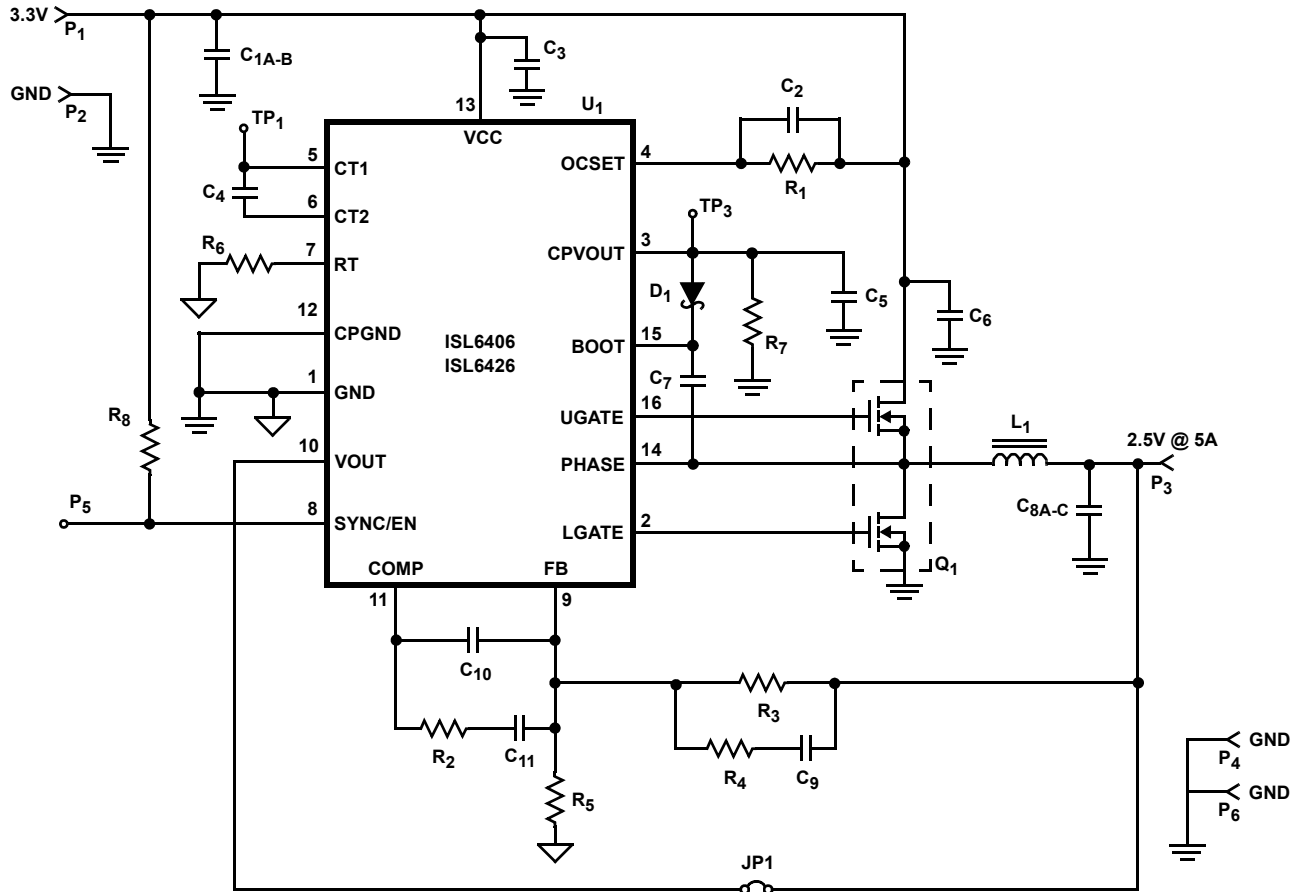 3.3V
P1
C1A-B
C3
GND
P2
TP1
13
U1
C2
VCC
5
CT1
OCSET
4
R1
C4
6
CT2
TP3
R6
7
RT
CPVOUT
3
D1
C5
C6
12
CPGND
ISL6406
ISL6426
BOOT
15
R7
1
GND
C7
R8
UGATE
16
L1
2.5V @ 5A
10
VOUT
PHASE
14
P3
P5
8
SYNC/EN
LGATE
2
C8A-C
COMP
FB
Q1
11
9
C10
R3
R2
C11
R4
C9
R5
GND
P4
GND
P6
JP1